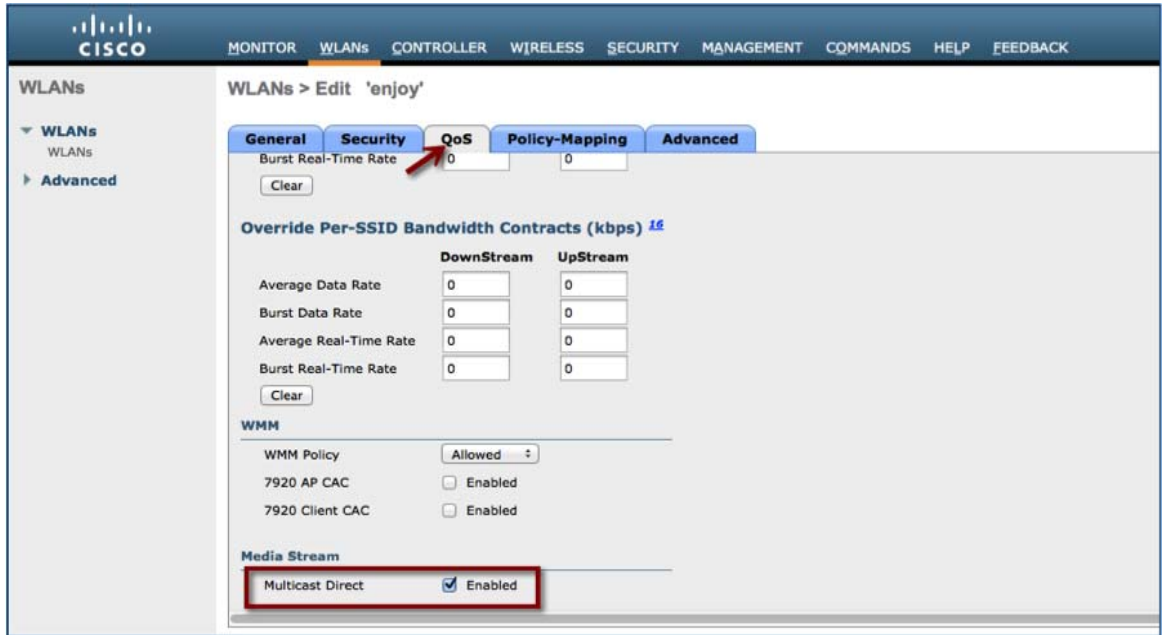 CISCO
MONITOR WLANs CONTROLLER WIRELESS SECURITY MANAGEMENT COMMANDS HELP FEEDBACK
WLANs
WLANs > Edit 'enjoy'
WLANs
WLANs
Advanced
General Security QoS Policy-Mapping Advanced
Burst Real-Time Rate 0 0
Clear
Override Per-SSID Bandwidth Contracts (kbps) 16
DownStream UpStream
Average Data Rate 0 0
Burst Data Rate 0 0
Average Real-Time Rate 0 0
Burst Real-Time Rate 0 0
Clear
WMM
WMM Policy Allowed
7920 AP CAC Enabled
7920 Client CAC Enabled
Media Stream
Multicast Direct Enabled